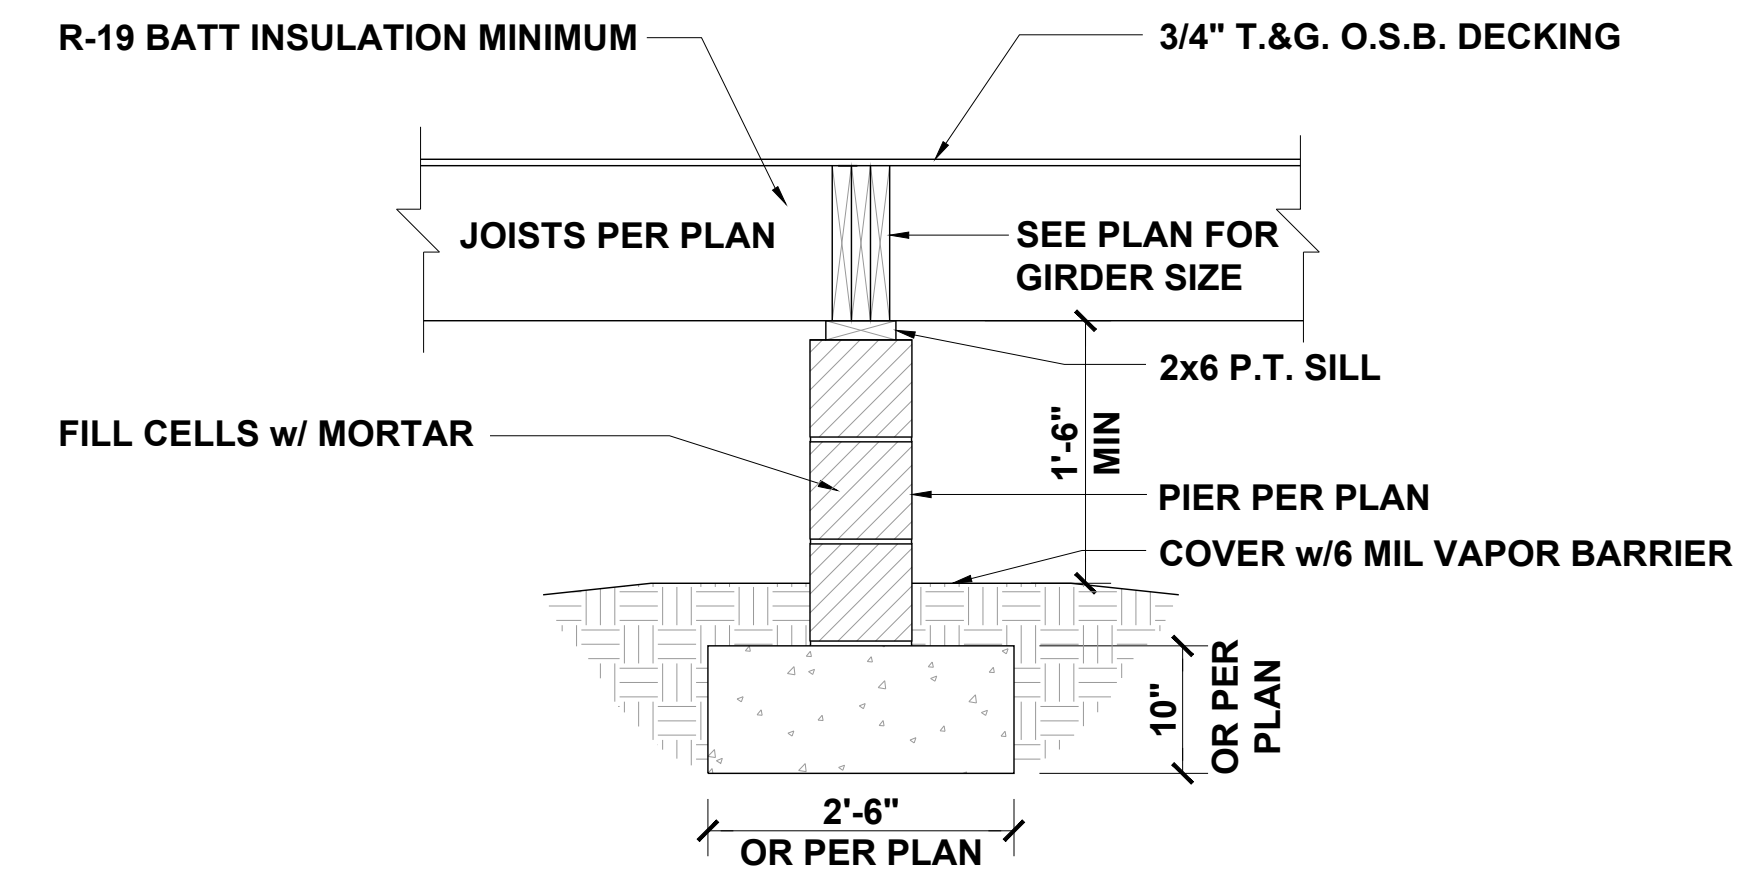 R-19 BATT INSULATION MINIMUM
3/4" T.&G. O.S.B. DECKING
JOISTS PER PLAN
SEE PLAN FOR
GIRDER SIZE
2x6 P.T. SILL
FILL CELLS w/ MORTAR
1'-6"
MIN
PIER PER PLAN
COVER w/6 MIL VAPOR BARRIER
10"
OR PER
PLAN
2'-6"
OR PER PLAN